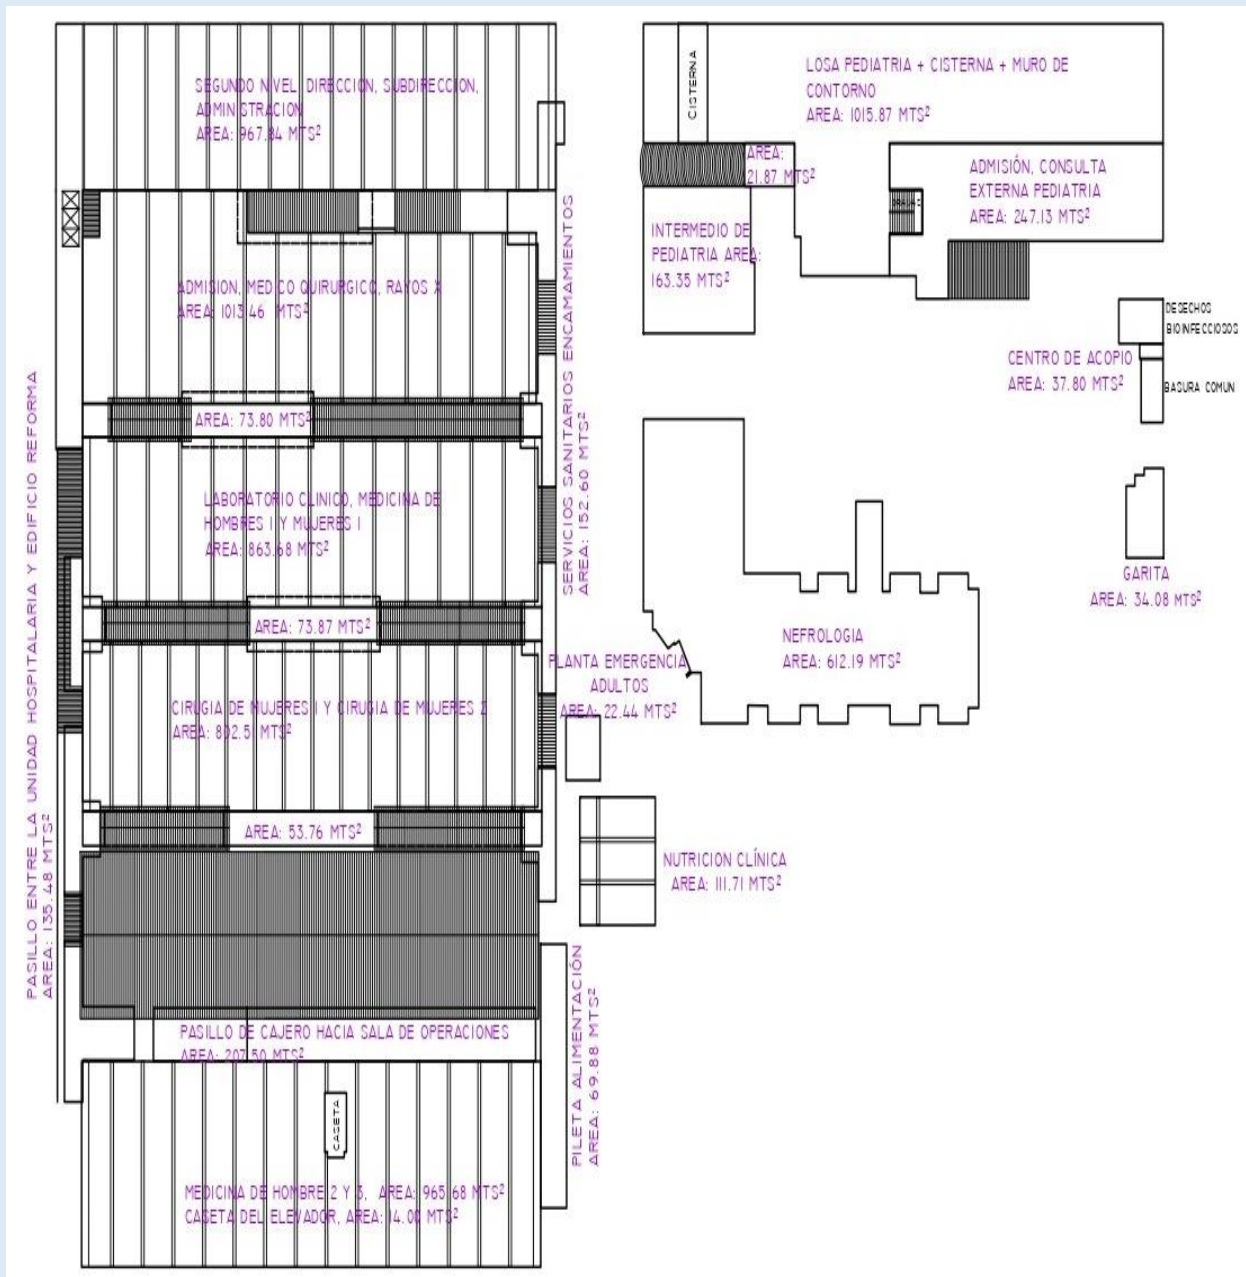 SEGUNDO NIVEL, DIRECCION, SUBDIRECCION,
ADMINISTRACION
AREA: 967.84 MTS²
ADMISION, MEDICO QUIRURGICO, RAYOS X
AREA: 1013.46 MTS²
AREA: 73.80 MTS²
LABORATORIO CLINICO, MEDICINA DE
HOMBRES 1 Y MUJERES 1
AREA: 863.68 MTS²
AREA: 73.87 MTS²
CIRUGIA DE MUJERES 1 Y CIRUGIA DE MUJERES 2
AREA: 802.51 MTS²
AREA: 53.76 MTS²
PASILLO DE CAJERO HACIA SALA DE OPERACIONES
AREA: 207.50 MTS²
CASETA
MEDICINA DE HOMBRE 2 Y 3, AREA: 965.68 MTS²
CASETA DEL ELEVADOR, AREA: 14.00 MTS²
PASILLO ENTRE LA UNIDAD HOSPITALARIA Y EDIFICIO REFORMA
AREA: 135.48 MTS²
SERVICIOS SANITARIOS ENCAMAMIENTOS
AREA: 152.60 MTS²
PLANTA EMERGENCIA
ADULTOS
AREA: 22.44 MTS²
NUTRICION CLÍNICA
AREA: 111.71 MTS²
PILETA ALIMENTACIÓN
AREA: 69.88 MTS²
CISTERNA
LOSA PEDIATRIA + CISTERNA + MURO DE
CONTORNO
AREA: 1015.87 MTS²
AREA:
21.87 MTS²
ADMISIÓN, CONSULTA
EXTERNA PEDIATRIA
AREA: 247.13 MTS²
INTERMEDIO DE
PEDIATRIA AREA:
163.35 MTS²
DESECHOS
BIOINFECCIOSOS
CENTRO DE ACOPIO
AREA: 37.80 MTS²
BASURA COMUN
GARITA
AREA: 34.08 MTS²
NEFROLOGIA
AREA: 612.19 MTS²